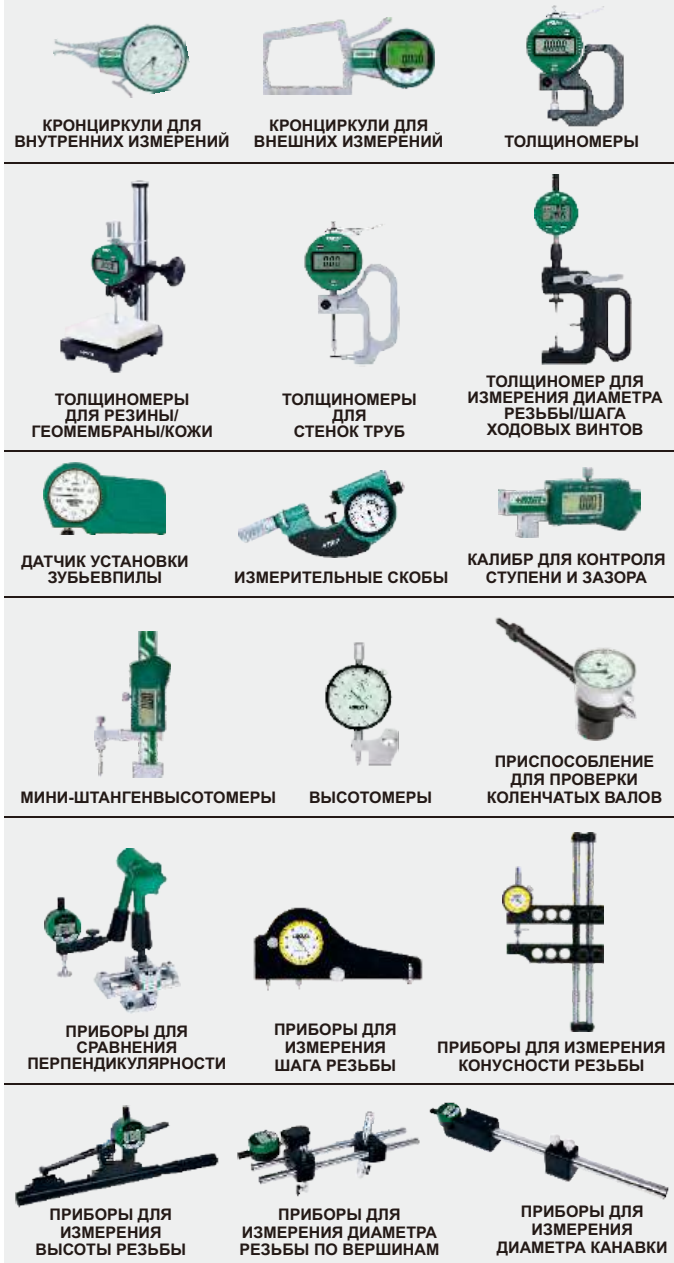 КРОНЦИРКУЛИ ДЛЯ
ВНУТРЕННИХ ИЗМЕРЕНИЙ
КРОНЦИРКУЛИ ДЛЯ
ВНЕШНИХ ИЗМЕРЕНИЙ
ТОЛЩИНОМЕРЫ
ТОЛЩИНОМЕРЫ
ДЛЯ РЕЗИНЫ/
ГЕОМЕМБРАНЫ/КОЖИ
ТОЛЩИНОМЕРЫ
ДЛЯ
СТЕНОК ТРУБ
ТОЛЩИНОМЕР ДЛЯ
ИЗМЕРЕНИЯ ДИАМЕТРА
РЕЗЬБЫ/ШАГА
ХОДОВЫХ ВИНТОВ
ДАТЧИК УСТАНОВКИ
ЗУБЬЕВПИЛЫ
ИЗМЕРИТЕЛЬНЫЕ СКОБЫ
КАЛИБР ДЛЯ КОНТРОЛЯ
СТУПЕНИ И ЗАЗОРА
МИНИ-ШТАНГЕНВЫСОТОМЕРЫ
ВЫСОТОМЕРЫ
ПРИСПОСОБЛЕНИЕ
ДЛЯ ПРОВЕРКИ
КОЛЕНЧАТЫХ ВАЛОВ
ПРИБОРЫ ДЛЯ
СРАВНЕНИЯ
ПЕРПЕНДИКУЛЯРНОСТИ
ПРИБОРЫ ДЛЯ
ИЗМЕРЕНИЯ
ШАГА РЕЗЬБЫ
ПРИБОРЫ ДЛЯ ИЗМЕРЕНИЯ
КОНУСНОСТИ РЕЗЬБЫ
ПРИБОРЫ ДЛЯ
ИЗМЕРЕНИЯ
ВЫСОТЫ РЕЗЬБЫ
ПРИБОРЫ ДЛЯ
ИЗМЕРЕНИЯ ДИАМЕТРА
РЕЗЬБЫ ПО ВЕРШИНАМ
ПРИБОРЫ ДЛЯ
ИЗМЕРЕНИЯ
ДИАМЕТРА КАНАВКИ